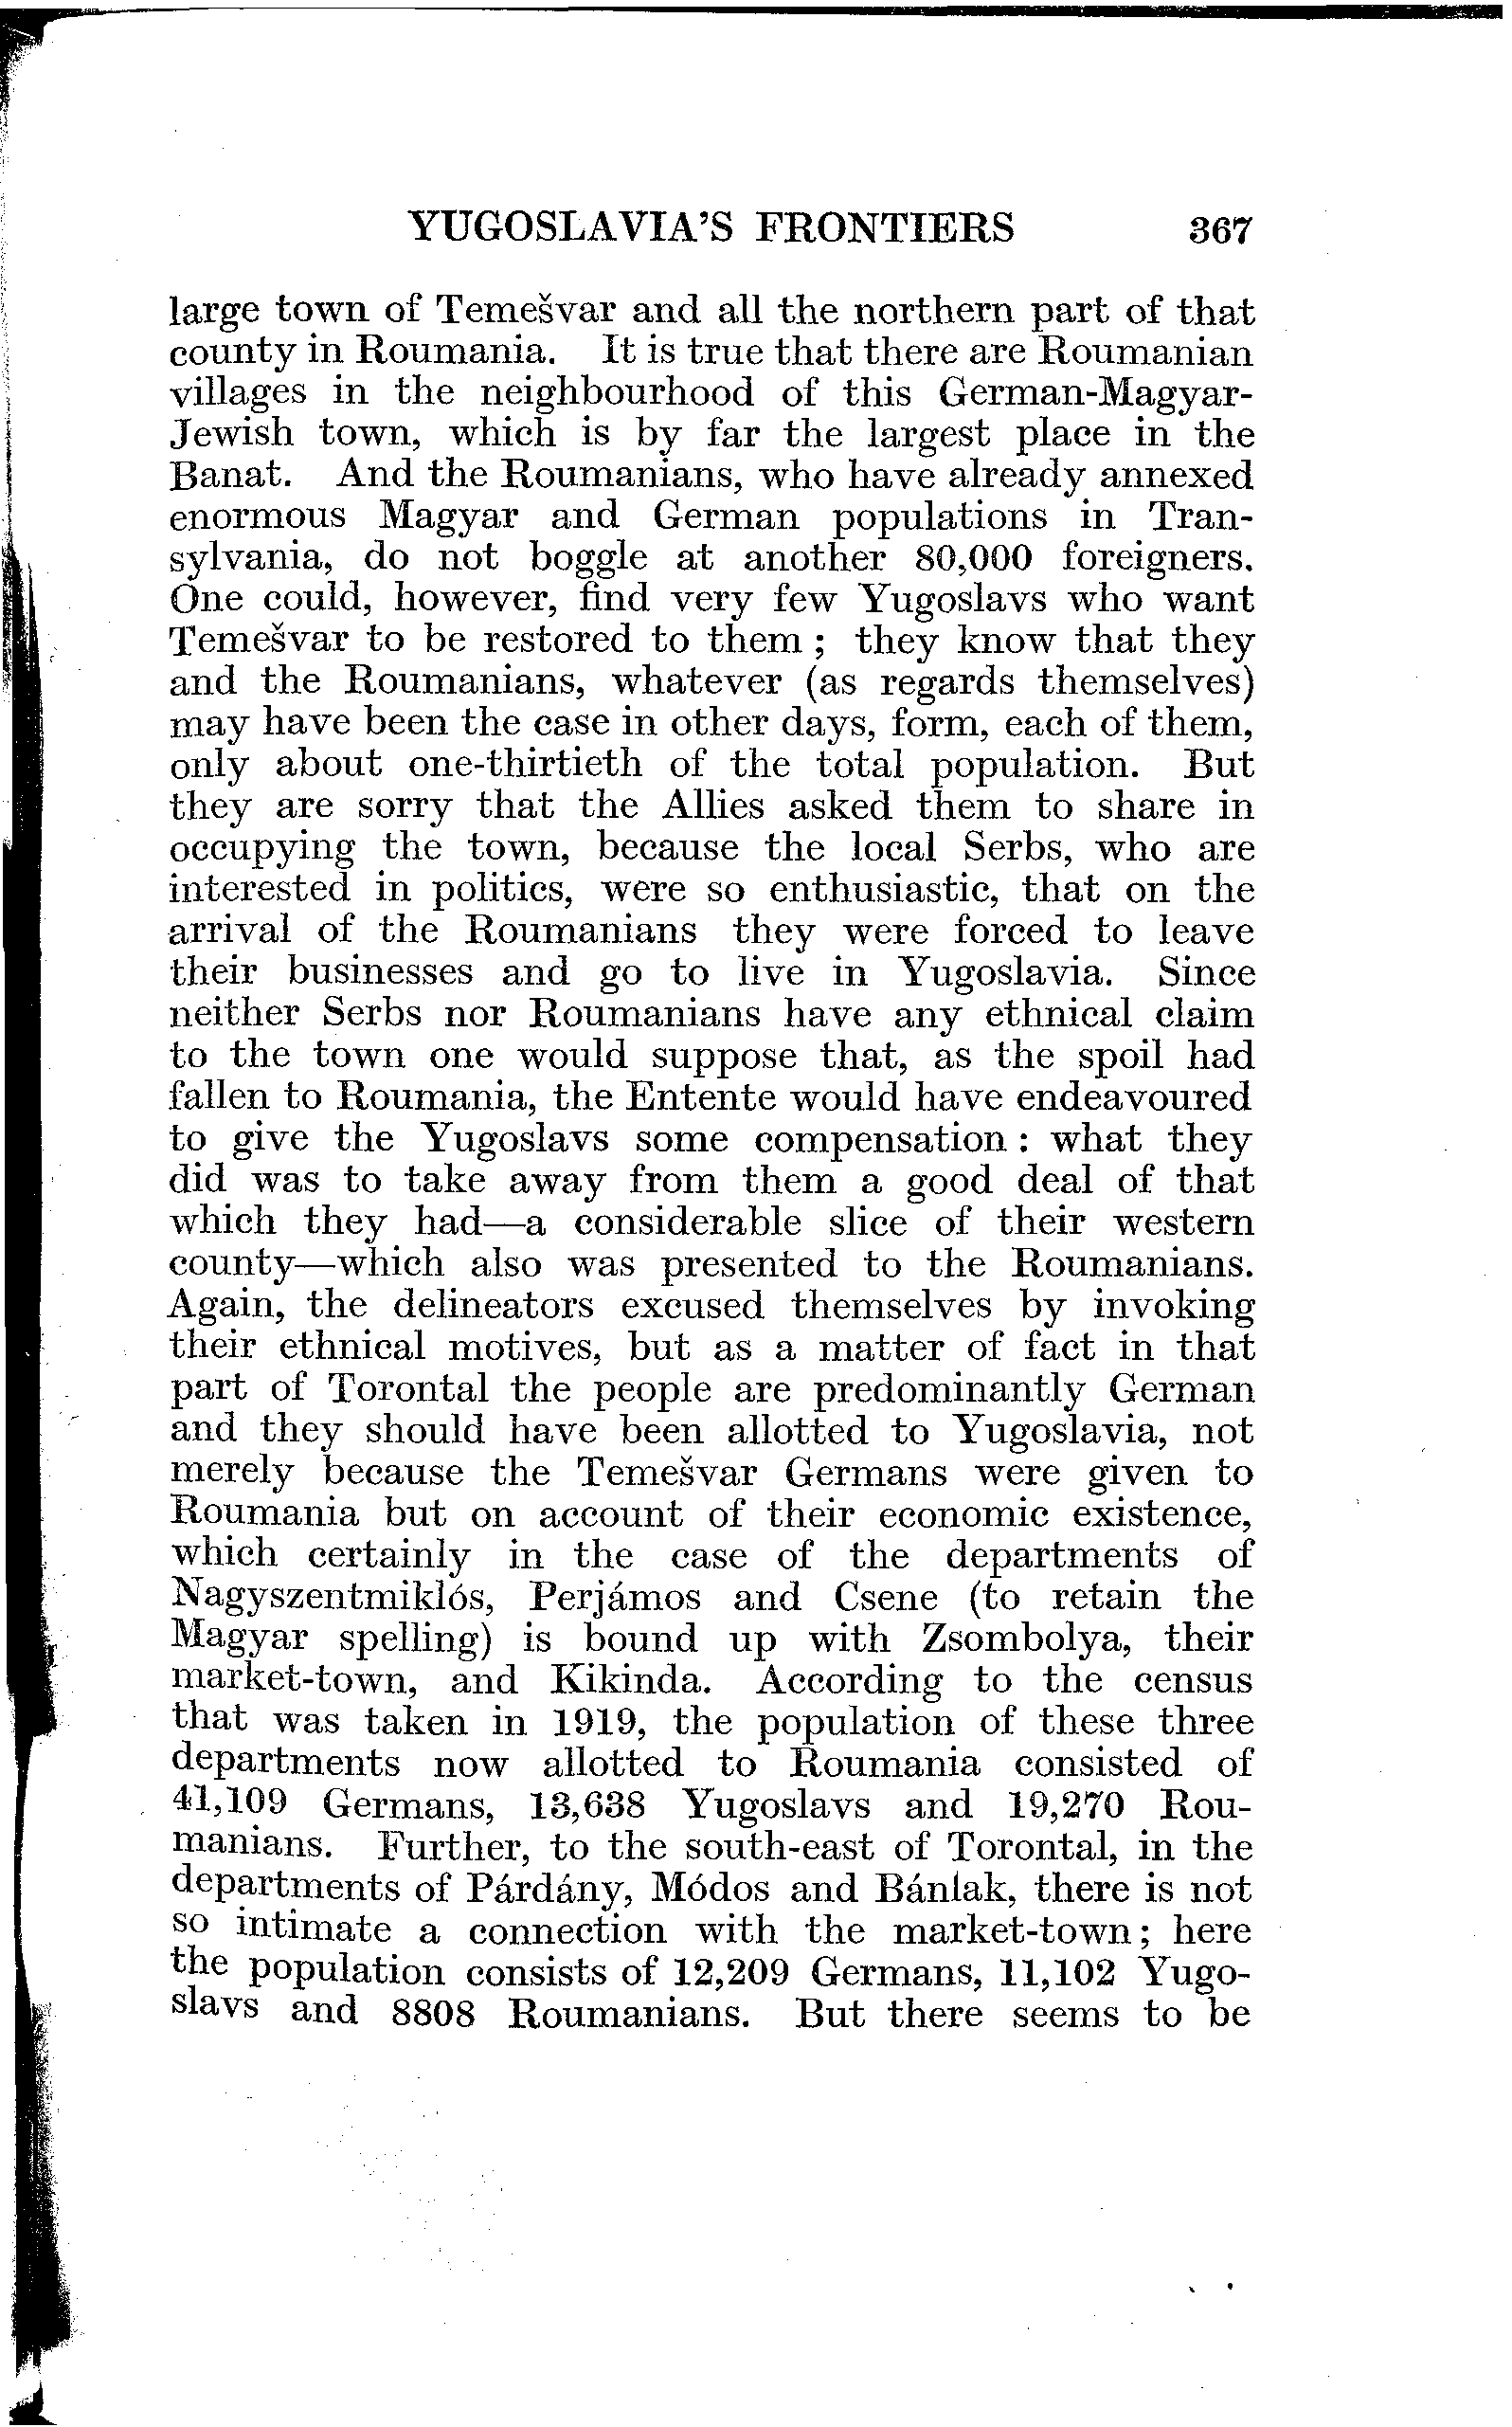 YUGOSLAVIA'S FRONTIERS 367
large town of Temešvar and all the northern part of that
county in Roumania. It is true that there are Roumanian
villages in the neighbourhood of this German-Magyar-
Jewish town, which is by far the largest place in the
Banat. And the Roumanians, who have already annexed
enormous Magyar and German populations in Tran-
sylvania, do not boggle at another 80,000 foreigners.
One could, however, find very few Yugoslavs who want
Temešvar to be restored to them ; they know that they
and the Roumanians, whatever (as regards themselves)
may have been the case in other days, form, each of them,
only about one-thirtieth of the total population. But
they are sorry that the Allies asked them to share in
occupying the town, because the local Serbs, who are
interested in politics, were so enthusiastic, that on the
arrival of the Roumanians they were forced to leave
their businesses and go to live in Yugoslavia. Since
neither Serbs nor Roumanians have any ethnical claim
to the town one would suppose that, as the spoil had
fallen to Roumania, the Entente would have endeavoured
to give the Yugoslavs some compensation : what they
did was to take away from them a good deal of that
which they had—a considerable slice of their western
county—which also was presented to the Roumanians.
Again, the delineators excused themselves by invoking
their ethnical motives, but as a matter of fact in that
part of Torontal the people are predominantly German
and they should have been allotted to Yugoslavia, not
merely because the Temešvar Germans were given to
Roumania but on account of their economic existence,
which certainly in the case of the departments of
Nagyszentmiklós, Perjámos and Csene (to retain the
Magyar spelling) is bound up with Zsombolya, their
market-town, and Kikinda. According to the census
that was taken in 1919, the population of these three
departments now allotted to Roumania consisted of
41,109 Germans, 13,638 Yugoslavs and 19,270 Rou-
manians. Further, to the south-east of Torontal, in the
departments of Párdány, Módos and Bánlak, there is not
so intimate a connection with the market-town; here
the population consists of 12,209 Germans, 11,102 Yugo-
slavs and 8808 Roumanians. But there seems to be